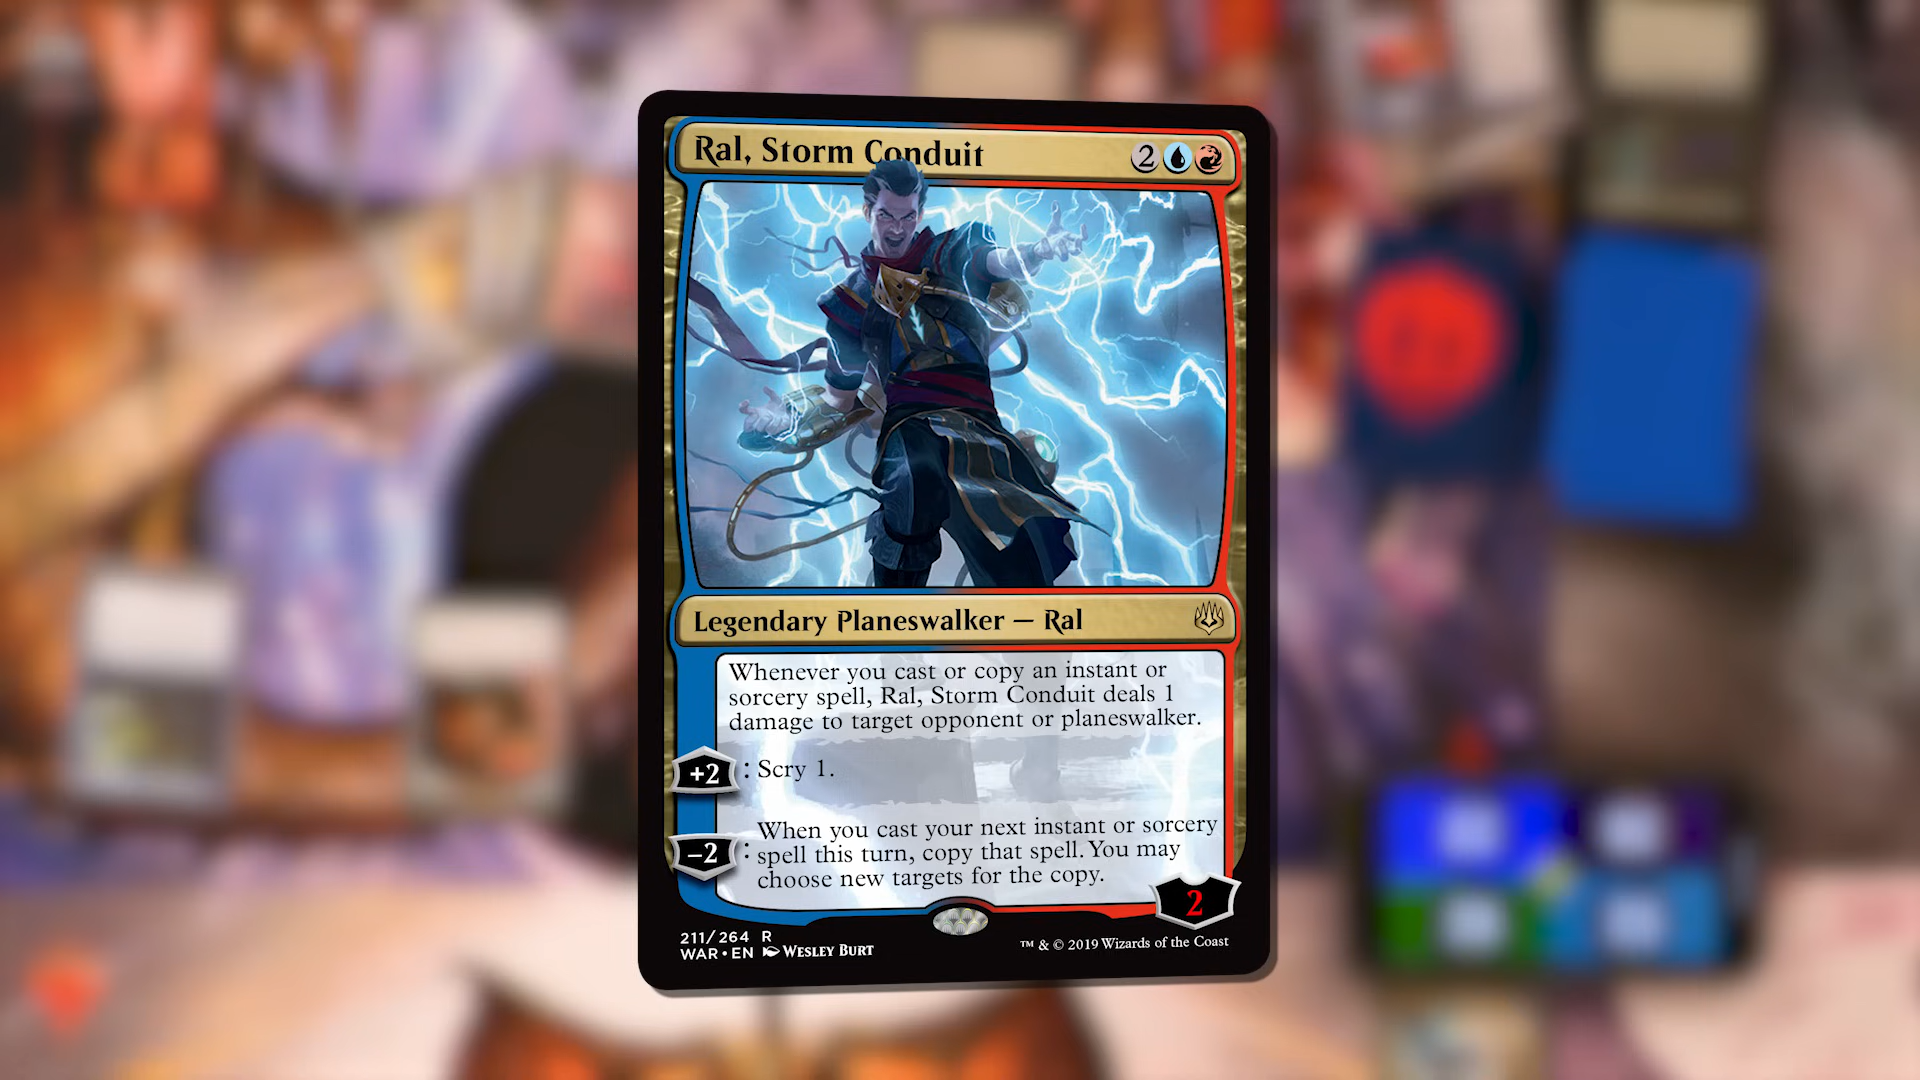 Ral, Storm Conduit 2
Legendary Planeswalker — Ral
Whenever you cast or copy an instant or
sorcery spell, Ral, Storm Conduit deals 1
damage to target opponent or planeswalker.
+2 : Scry 1.
When you cast your next instant or sorcery
−2 : spell this turn, copy that spell. You may
choose new targets for the copy.
2
211/264 R
WAR • EN Wesley Burt
™ & © 2019 Wizards of the Coast